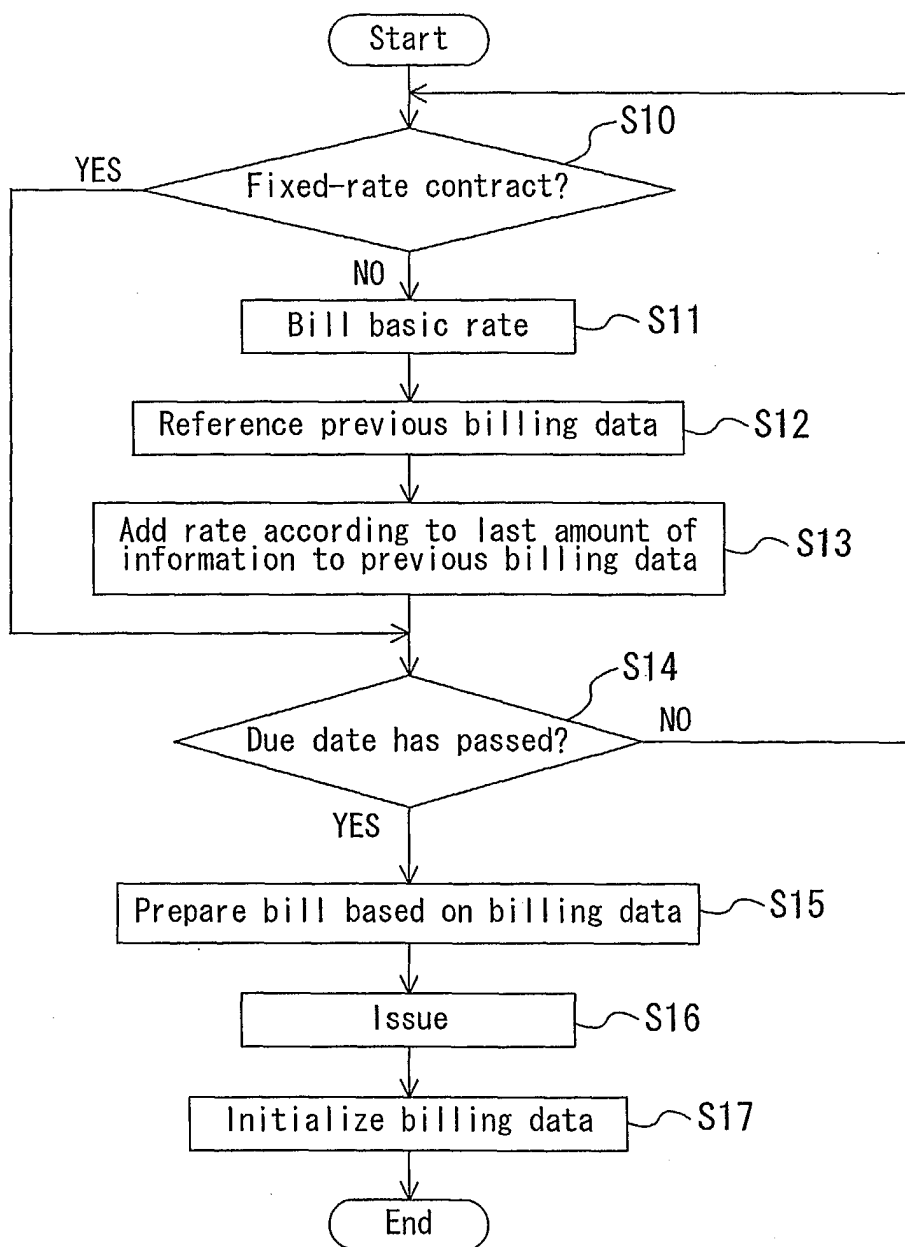 Start
S10
YES
Fixed-rate contract?
NO
Bill basic rate
S11
Reference previous billing data
S12
Add rate according to last amount of
information to previous billing data
S13
S14
Due date has passed?
NO
YES
Prepare bill based on billing data
S15
Issue
S16
Initialize billing data
S17
End